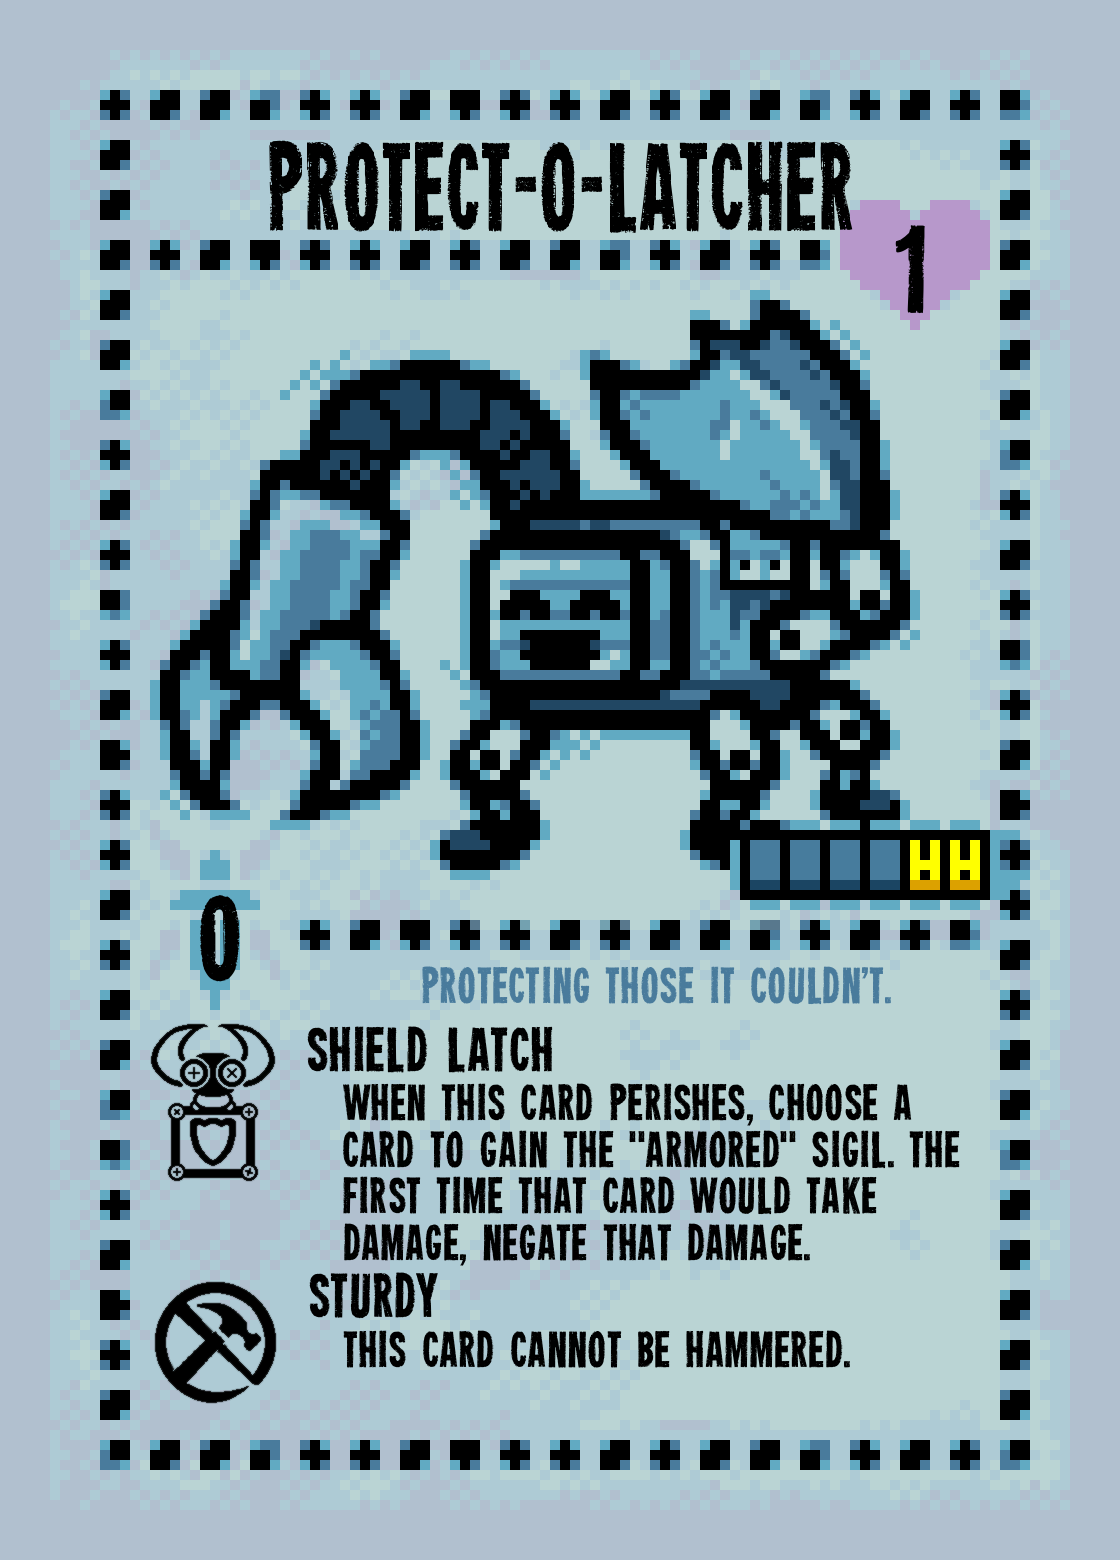 PROTECT-O-LATCHER
1
0
PROTECTING THOSE IT COULDN'T.
SHIELD LATCH
WHEN THIS CARD PERISHES, CHOOSE A
CARD TO GAIN THE "ARMORED" SIGIL. THE
FIRST TIME THAT CARD WOULD TAKE
DAMAGE, NEGATE THAT DAMAGE.
STURDY
THIS CARD CANNOT BE HAMMERED.